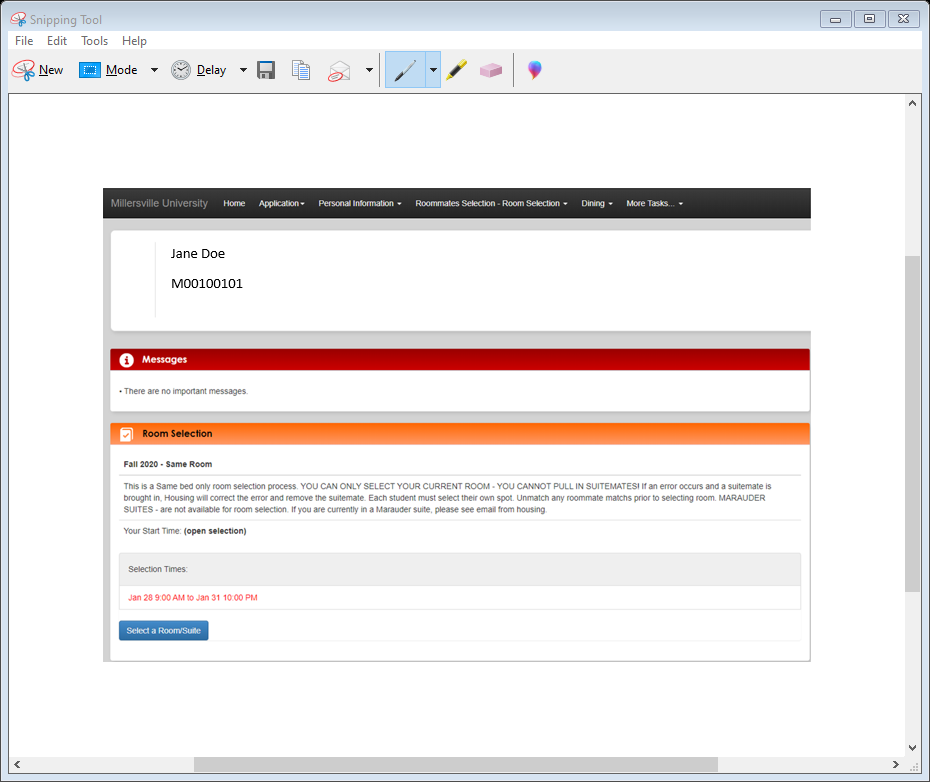 Snipping Tool
File Edit Tools Help
New Mode Delay
Millersville University Home Application Personal Information Roommates Selection - Room Selection Dining More Tasks...
Jane Doe
M00100101
Messages
• There are no important messages.
Room Selection
Fall 2020 - Same Room
This is a Same bed only room selection process. YOU CAN ONLY SELECT YOUR CURRENT ROOM - YOU CANNOT PULL IN SUITEMATES! If an error occurs and a suitemate is
brought in, Housing will correct the error and remove the suitemate. Each student must select their own spot. Unmatch any roommate matchs prior to selecting room. MARAUDER
SUITES - are not available for room selection. If you are currently in a Marauder suite, please see email from housing.
Your Start Time: (open selection)
Selection Times:
Jan 28 9:00 AM to Jan 31 10:00 PM
Select a Room/Suite